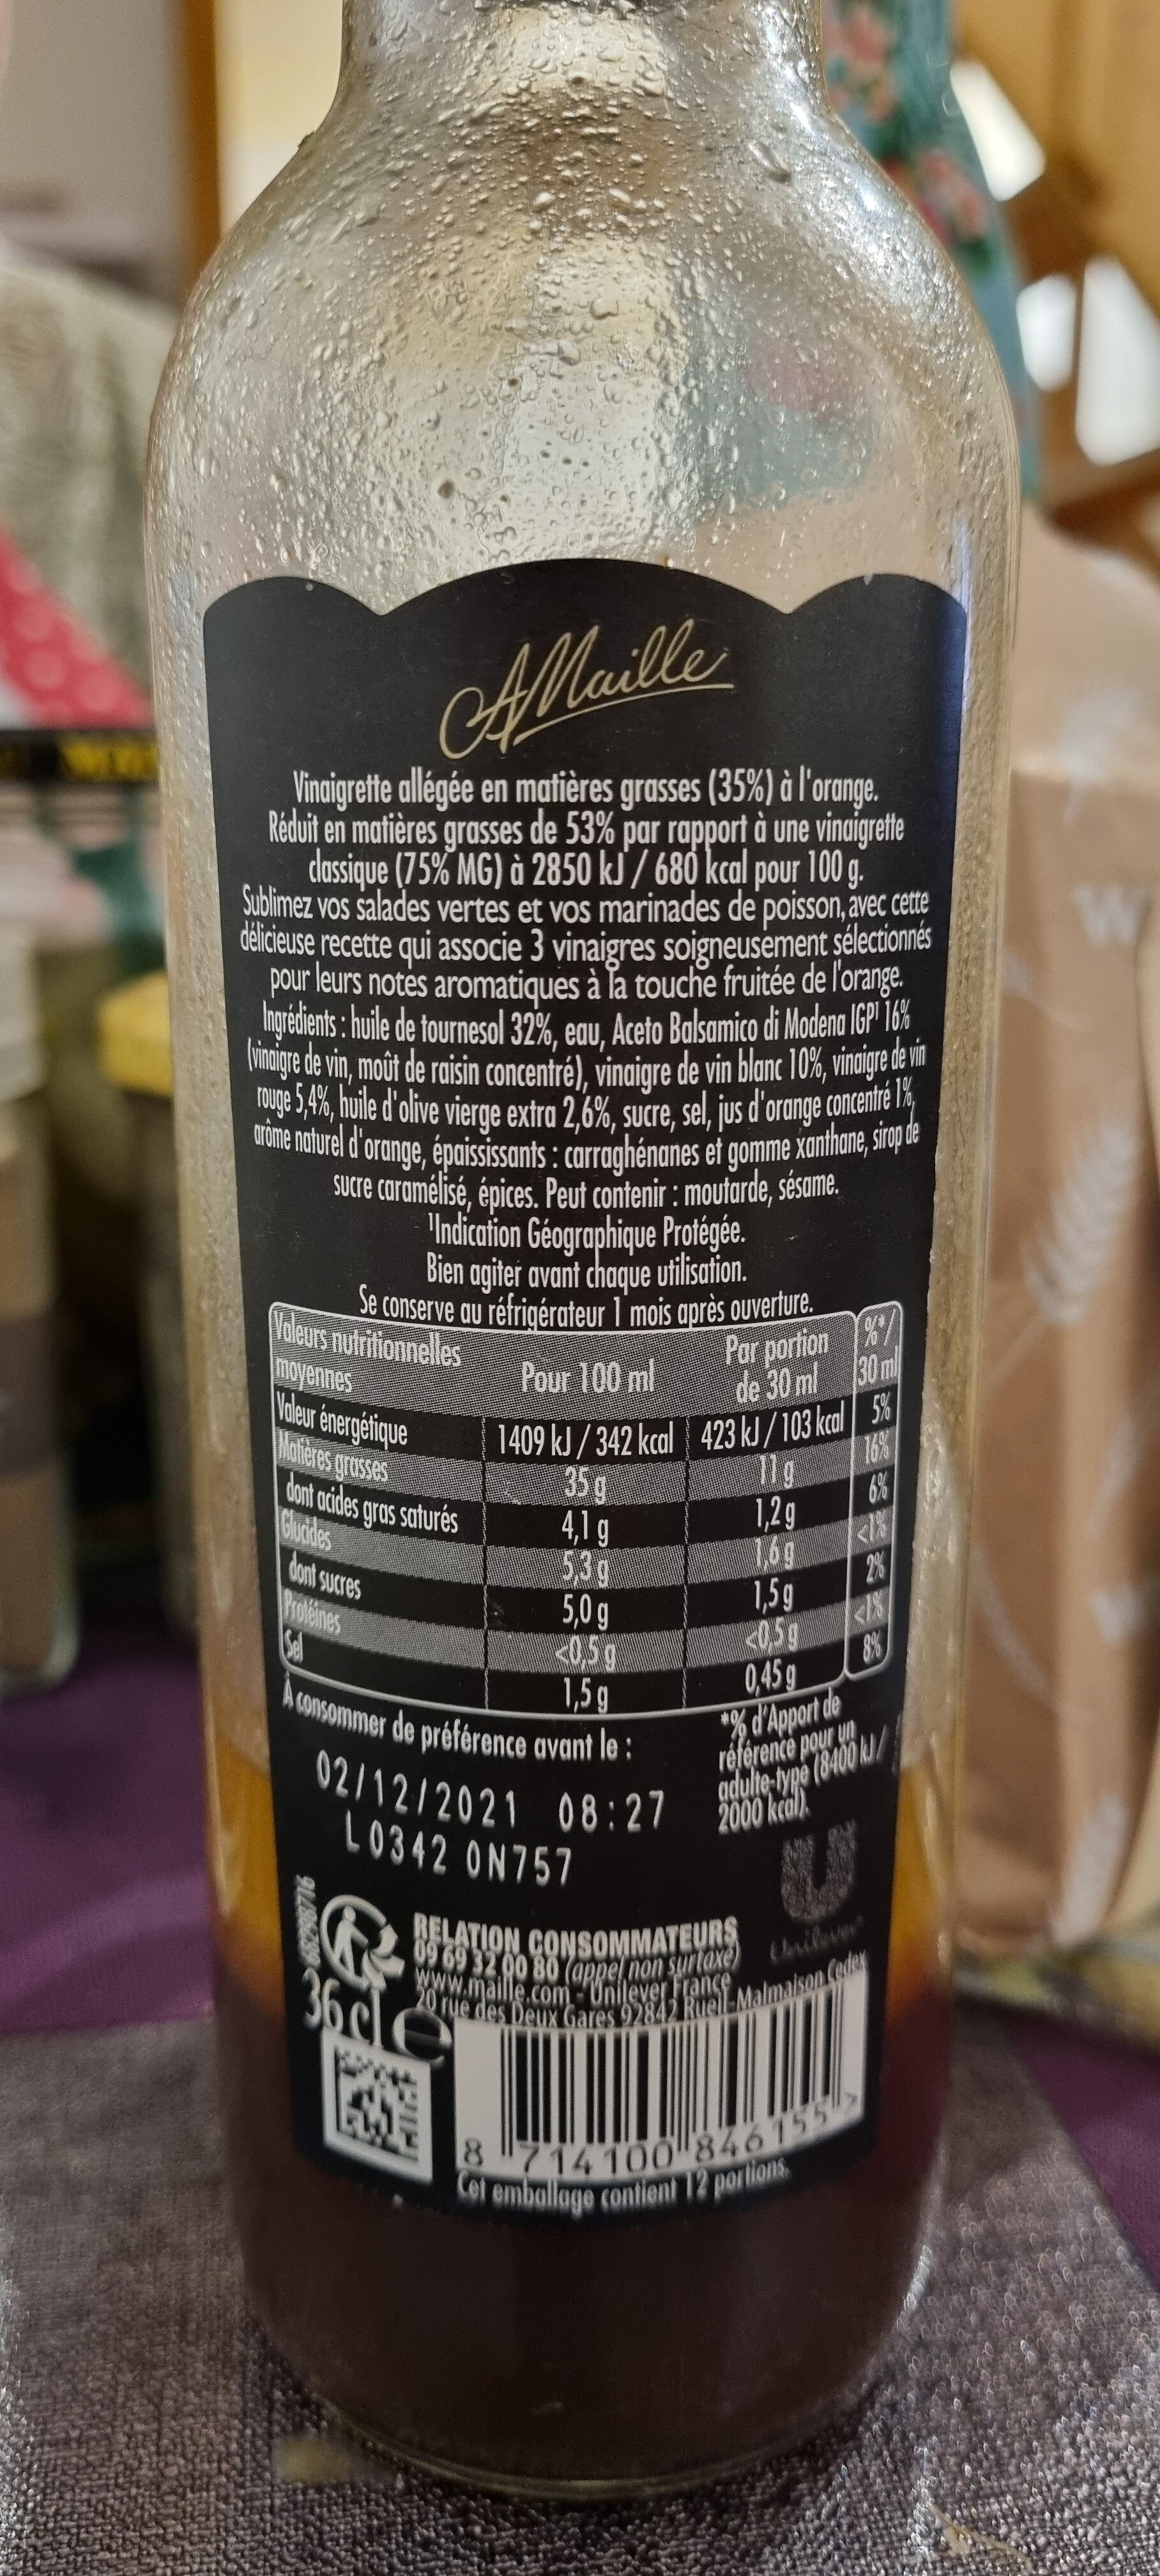 A Maille
Vinaigrette allégée en matières grasses (35%) à l'orange.
Réduit en matières grasses de 53% par rapport à une vinaigrette
classique (75% MG) à 2850 kJ / 680 kcal pour 100 g.
Sublimez vos salades vertes et vos marinades de poisson, avec cette
délicieuse recette qui associe 3 vinaigres soigneusement sélectionnés
pour leurs notes aromatiques à la touche fruitée de l'orange.
Ingrédients : huile de tournesol 32%, eau, Aceto Balsamico di Modena IGP¹ 16%
(vinaigre de vin, moût de raisin concentré), vinaigre de vin blanc 10%, vinaigre de vin
rouge 5,4%, huile d'olive vierge extra 2,6%, sucre, sel, jus d'orange concentré 1%,
arôme naturel d'orange, épaississants : carraghénanes et gomme xanthane, sirop de
sucre caramélisé, épices. Peut contenir : moutarde, sésame.
¹Indication Géographique Protégée.
Bien agiter avant chaque utilisation.
Se conserve au réfrigérateur 1 mois après ouverture.
Valeurs nutritionnelles moyennes Pour 100 ml Par portion de 30 ml %*/ 30 ml
Valeur énergétique 1409 kJ / 342 kcal 423 kJ / 103 kcal 5%
Matières grasses 35 g 11 g 16%
dont acides gras saturés 4,1 g 1,2 g 6%
Glucides 5,3 g 1,6 g <1%
dont sucres 5,0 g 1,5 g 2%
Protéines <0,5 g <0,5 g <1%
Sel 1,5 g 0,45 g 8%
À consommer de préférence avant le :
02/12/2021 08:27
L0342 0N757
*% d'Apport de
référence pour un
adulte-type (8400 kJ /
2000 kcal).
U
Unilever
RELATION CONSOMMATEURS
09 69 32 00 80 (appel non surtaxé)
www.maille.com - Unilever France
20 rue des Deux Gares 92842 Rueil-Malmaison Cedex
36 cl e
8 714100 846155 >
Cet emballage contient 12 portions.
W